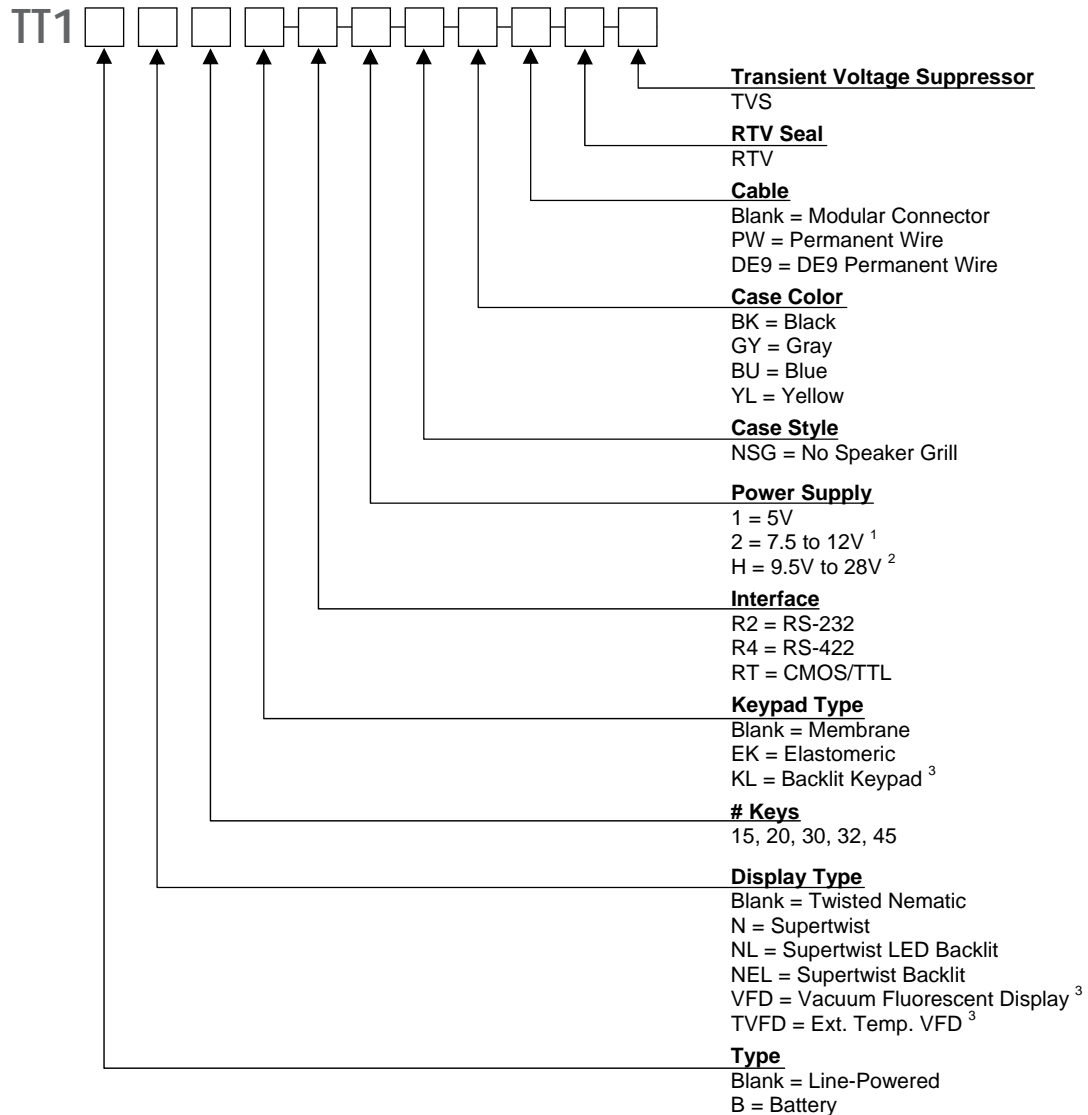 TT1
Transient Voltage Suppressor
TVS
RTV Seal
RTV
Cable
Blank = Modular Connector
PW = Permanent Wire
DE9 = DE9 Permanent Wire
Case Color
BK = Black
GY = Gray
BU = Blue
YL = Yellow
Case Style
NSG = No Speaker Grill
Power Supply
1 = 5V
2 = 7.5 to 12V 1
H = 9.5V to 28V 2
Interface
R2 = RS-232
R4 = RS-422
RT = CMOS/TTL
Keypad Type
Blank = Membrane
EK = Elastomeric
KL = Backlit Keypad 3
# Keys
15, 20, 30, 32, 45
Display Type
Blank = Twisted Nematic
N = Supertwist
NL = Supertwist LED Backlit
NEL = Supertwist Backlit
VFD = Vacuum Fluorescent Display 3
TVFD = Ext. Temp. VFD 3
Type
Blank = Line-Powered
B = Battery